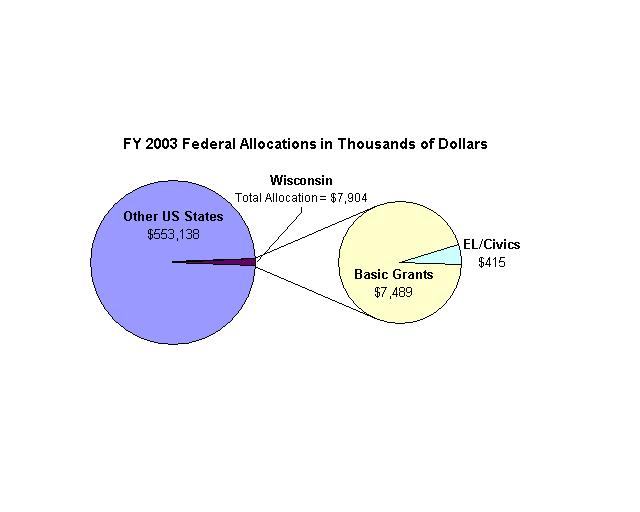 FY 2003 Federal Allocations in Thousands of Dollars
Wisconsin
Total Allocation = $7,904
Other US States
$553,138
EL/Civics
$415
Basic Grants
$7,489